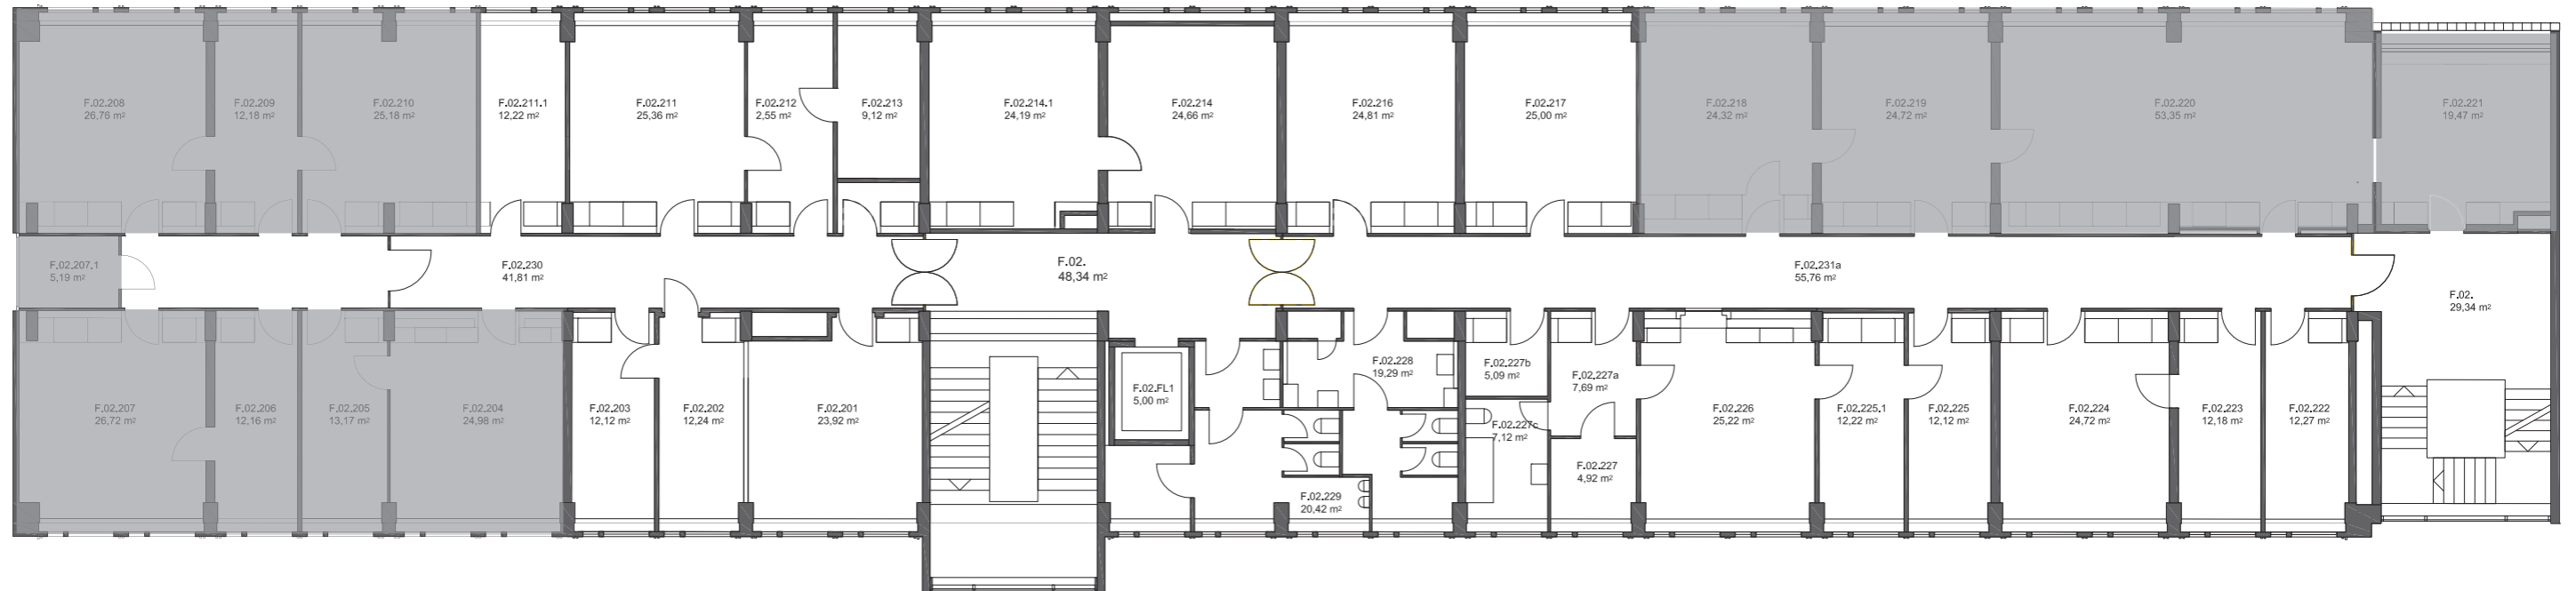 F.02.208
26,76 m²
F.02.209
12,18 m²
F.02.210
25,18 m²
F.02.211.1
12,22 m²
F.02.211
25,36 m²
F.02.212
2,55 m²
F.02.213
9,12 m²
F.02.214.1
24,19 m²
F.02.214
24,66 m²
F.02.216
24,81 m²
F.02.217
25,00 m²
F.02.218
24,32 m²
F.02.219
24,72 m²
F.02.220
53,35 m²
F.02.221
19,47 m²
F.02.207.1
5,19 m²
F.02.230
41,81 m²
F.02.
48,34 m²
F.02.231a
55,76 m²
F.02.
29,34 m²
F.02.207
26,72 m²
F.02.206
12,16 m²
F.02.205
13,17 m²
F.02.204
24,98 m²
F.02.203
12,12 m²
F.02.202
12,24 m²
F.02.201
23,92 m²
F.02.FL1
5,00 m²
F.02.228
19,29 m²
F.02.229
20,42 m²
F.02.227b
5,09 m²
F.02.227a
7,69 m²
F.02.227c
7,12 m²
F.02.227
4,92 m²
F.02.226
25,22 m²
F.02.225.1
12,22 m²
F.02.225
12,12 m²
F.02.224
24,72 m²
F.02.223
12,18 m²
F.02.222
12,27 m²